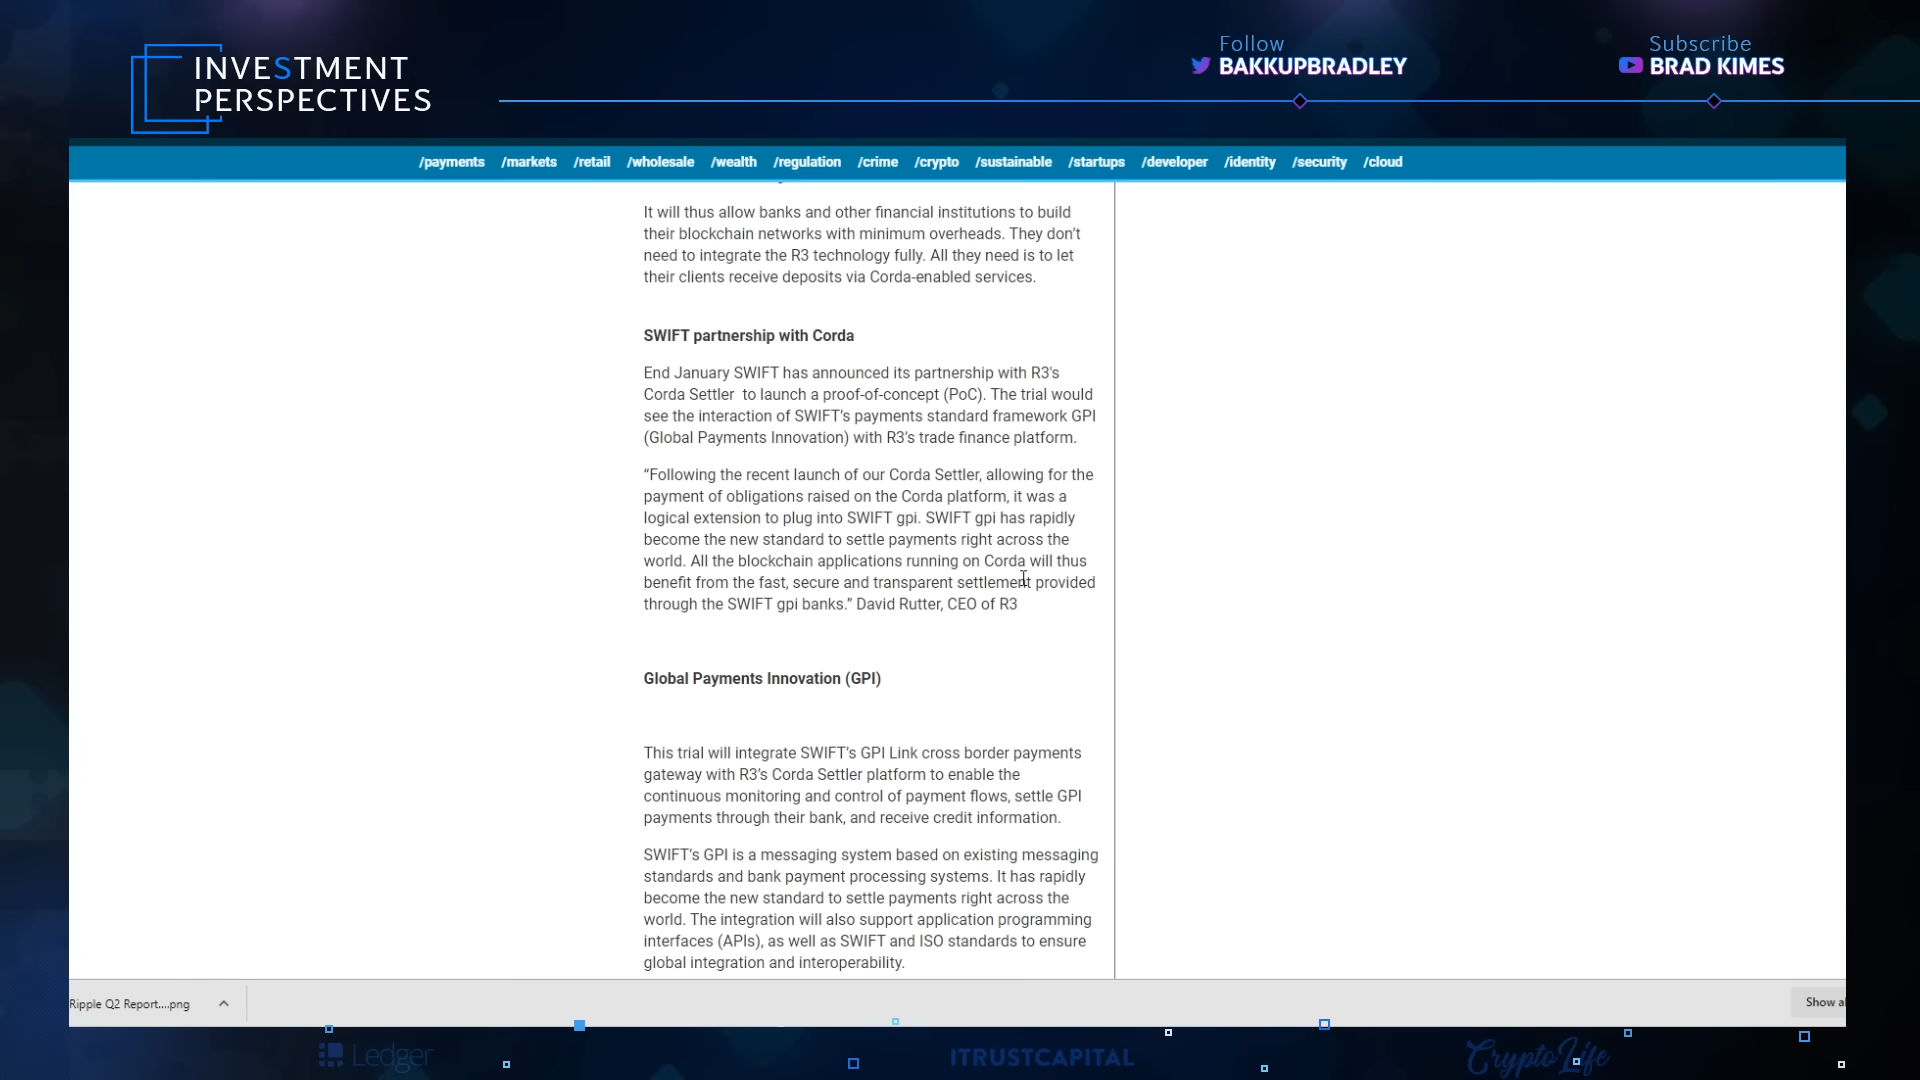 INVESTMENT
PERSPECTIVES
Follow
BAKKUPBRADLEY
Subscribe
BRAD KIMES
/payments /markets /retail /wholesale /wealth /regulation /crime /crypto /sustainable /startups /developer /identity /security /cloud
It will thus allow banks and other financial institutions to build
their blockchain networks with minimum overheads. They don’t
need to integrate the R3 technology fully. All they need is to let
their clients receive deposits via Corda-enabled services.
SWIFT partnership with Corda
End January SWIFT has announced its partnership with R3's
Corda Settler to launch a proof-of-concept (PoC). The trial would
see the interaction of SWIFT’s payments standard framework GPI
(Global Payments Innovation) with R3’s trade finance platform.
“Following the recent launch of our Corda Settler, allowing for the
payment of obligations raised on the Corda platform, it was a
logical extension to plug into SWIFT gpi. SWIFT gpi has rapidly
become the new standard to settle payments right across the
world. All the blockchain applications running on Corda will thus
benefit from the fast, secure and transparent settlement provided
through the SWIFT gpi banks.” David Rutter, CEO of R3
Global Payments Innovation (GPI)
This trial will integrate SWIFT’s GPI Link cross border payments
gateway with R3’s Corda Settler platform to enable the
continuous monitoring and control of payment flows, settle GPI
payments through their bank, and receive credit information.
SWIFT’s GPI is a messaging system based on existing messaging
standards and bank payment processing systems. It has rapidly
become the new standard to settle payments right across the
world. The integration will also support application programming
interfaces (APIs), as well as SWIFT and ISO standards to ensure
global integration and interoperability.
Ripple Q2 Report....png
Show al
Ledger
ITRUSTCAPITAL
CryptoLife